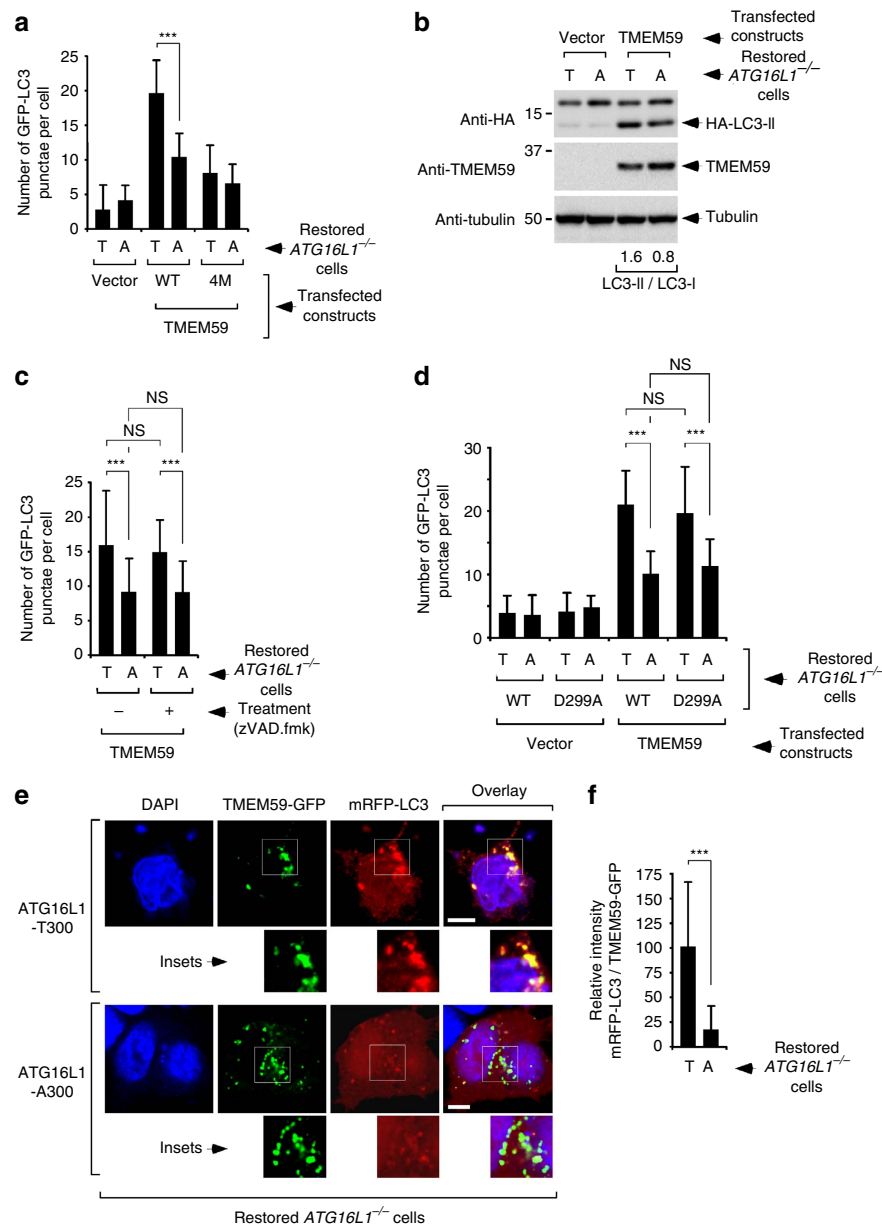 a
Number of GFP-LC3
punctae per cell
25
20
15
10
5
0
***
T A T A T A
Restored
ATG16L1–/–
cells
Vector WT 4M
TMEM59
Transfected
constructs
b
Vector TMEM59
Transfected
constructs
T A T A
Restored
ATG16L1–/–
cells
Anti-HA
15
HA-LC3-II
37
Anti-TMEM59
TMEM59
Anti-tubulin
50
Tubulin
1.6 0.8
LC3-II / LC3-I
c
NS
NS
*** ***
Number of GFP-LC3
punctae per cell
25
20
15
10
5
0
T A T A
Restored
ATG16L1–/–
cells
– +
Treatment
(zVAD.fmk)
TMEM59
d
NS
NS
*** ***
Number of GFP-LC3
punctae per cell
30
20
10
0
T A T A T A T A
WT D299A WT D299A
Restored
ATG16L1–/–
cells
Vector TMEM59
Transfected
constructs
e
DAPI TMEM59-GFP mRFP-LC3 Overlay
ATG16L1
-T300
Insets
ATG16L1
-A300
Insets
Restored ATG16L1–/– cells
f
***
Relative intensity
mRFP-LC3 / TMEM59-GFP
175
150
125
100
75
50
25
0
T A
Restored
ATG16L1–/–
cells